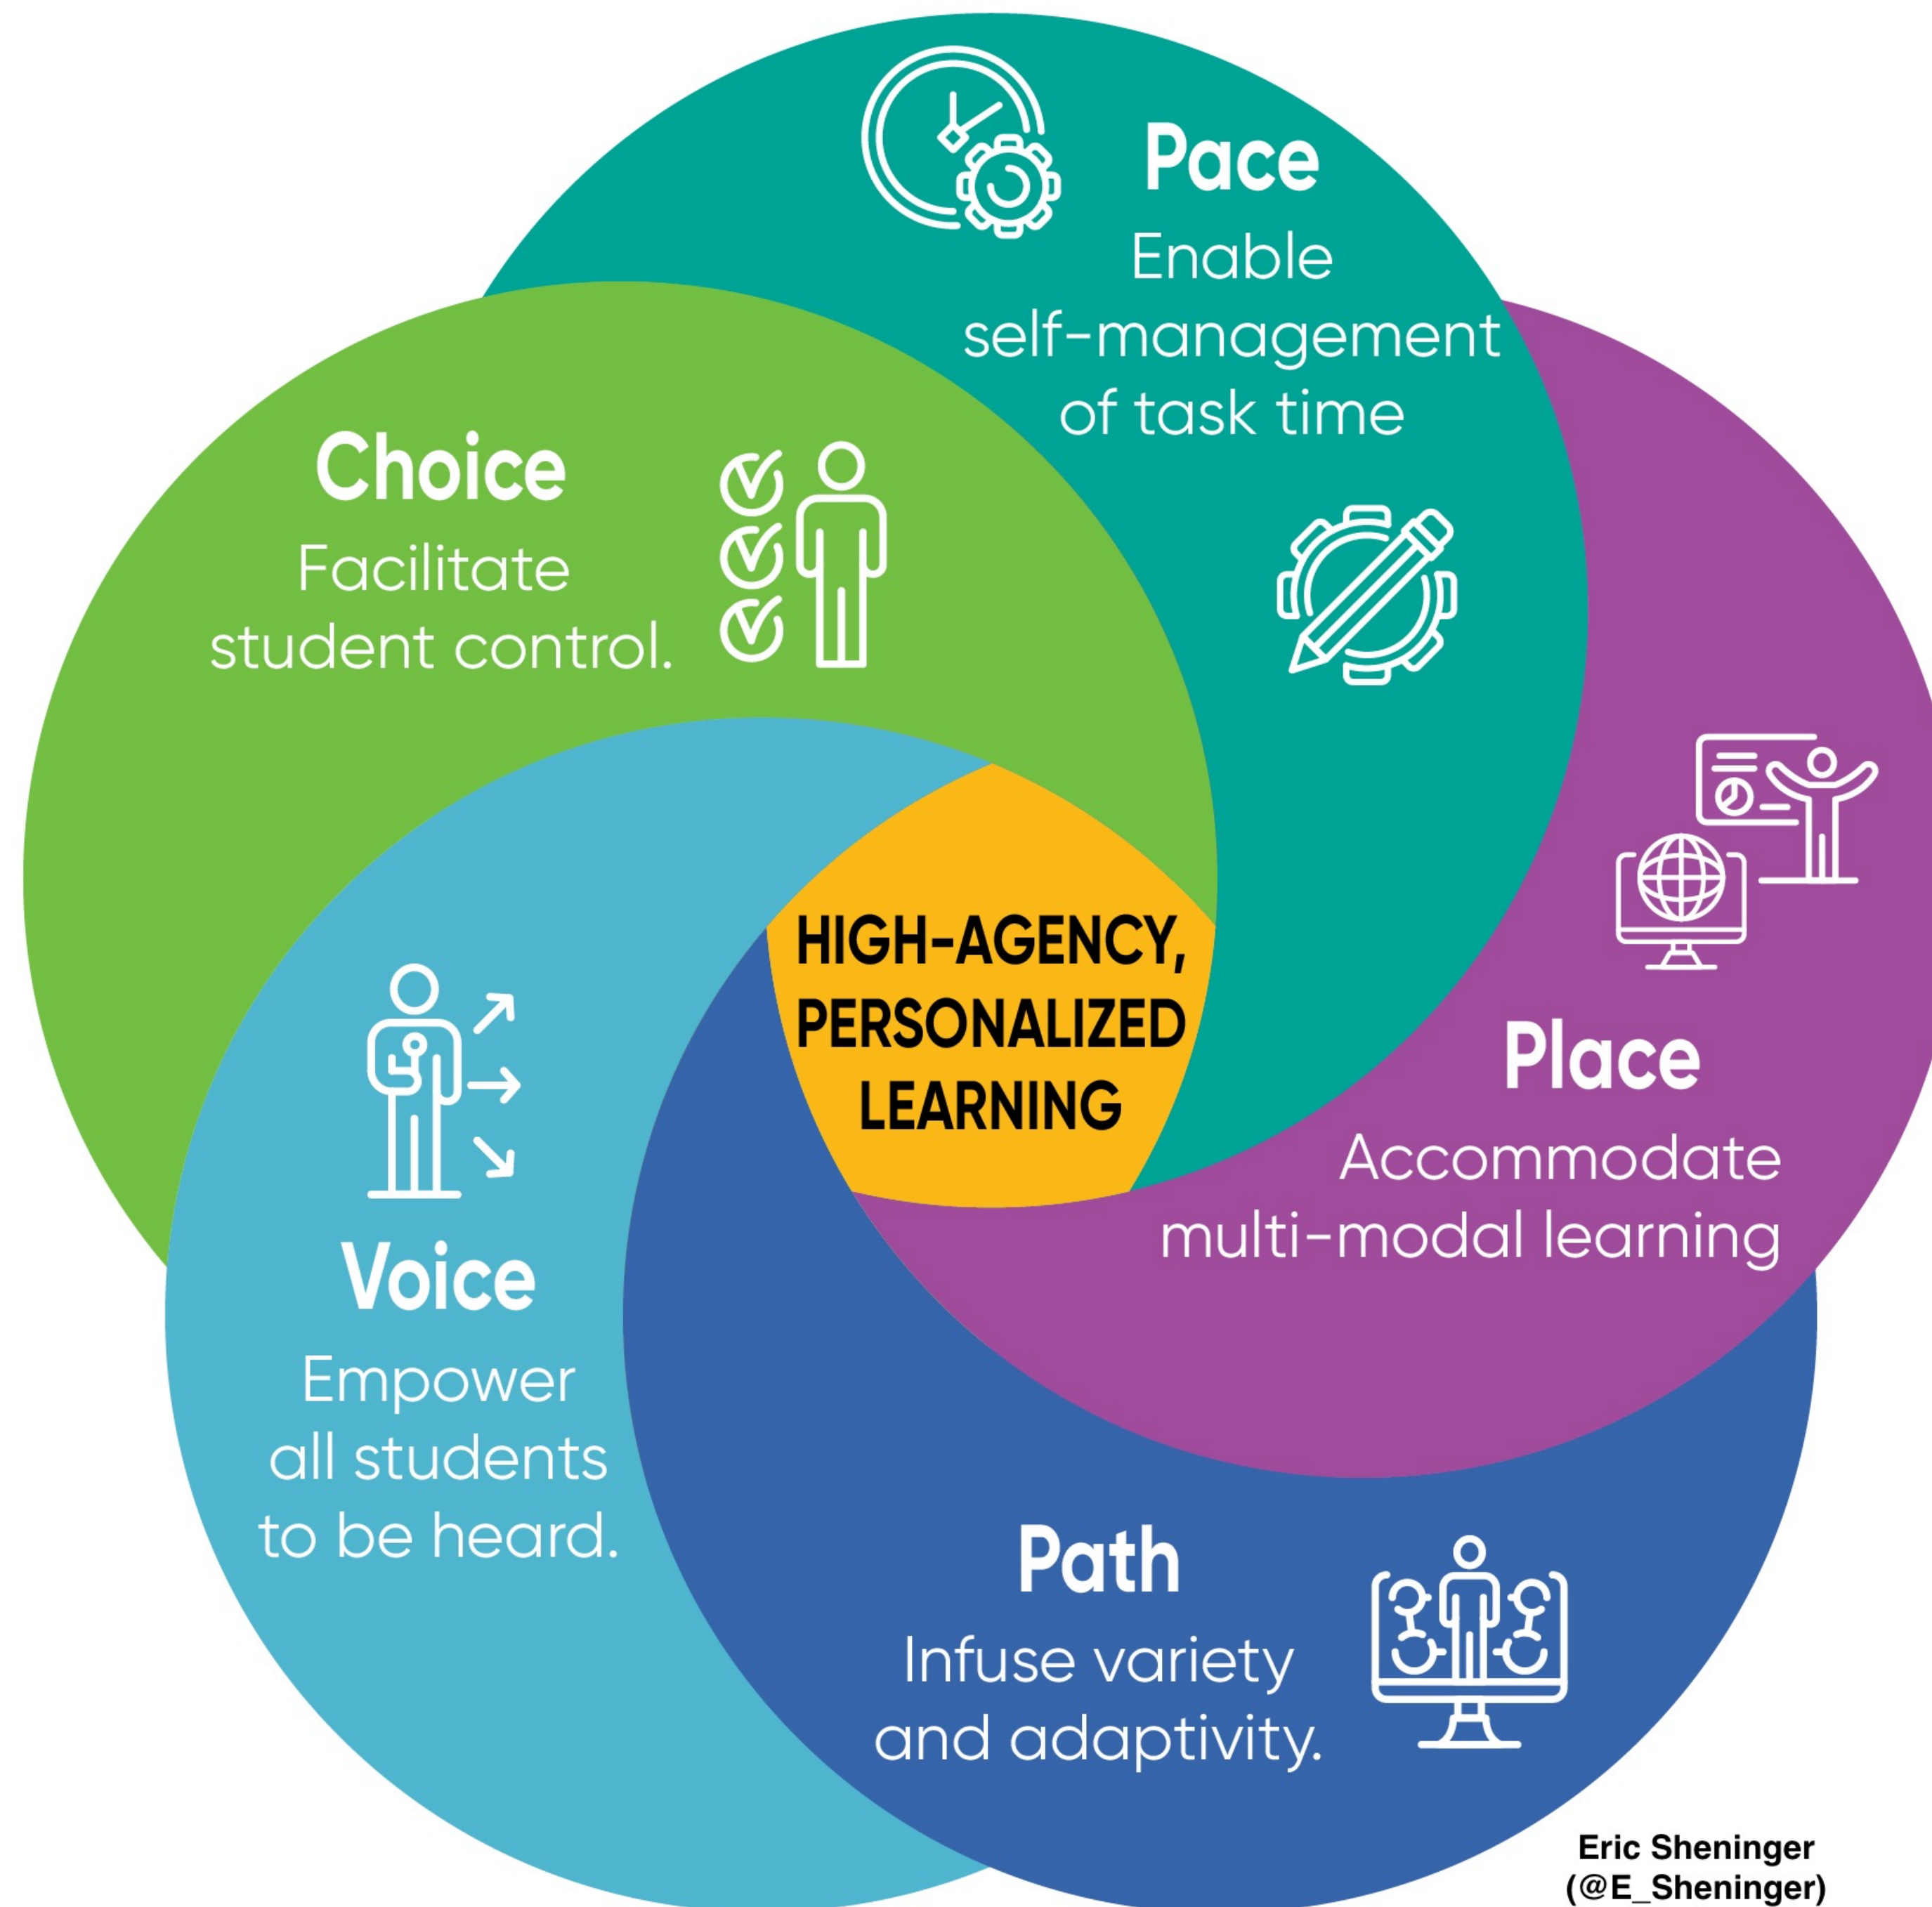 Pace
Enable
self-management
of task time
Choice
Facilitate
student control.
HIGH-AGENCY,
PERSONALIZED
LEARNING
Place
Accommodate
multi-modal learning
Voice
Empower
all students
to be heard.
Path
Infuse variety
and adaptivity.
Eric Sheninger
(@E_Sheninger)